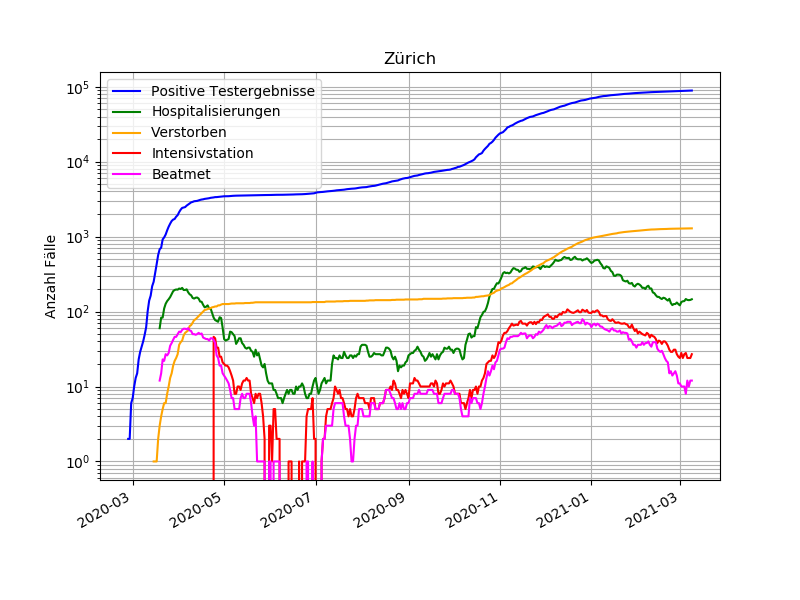 Zürich
10⁵
10⁴
10³
10²
10¹
10⁰
Anzahl Fälle
Positive Testergebnisse
Hospitalisierungen
Verstorben
Intensivstation
Beatmet
2020-03
2020-05
2020-07
2020-09
2020-11
2021-01
2021-03